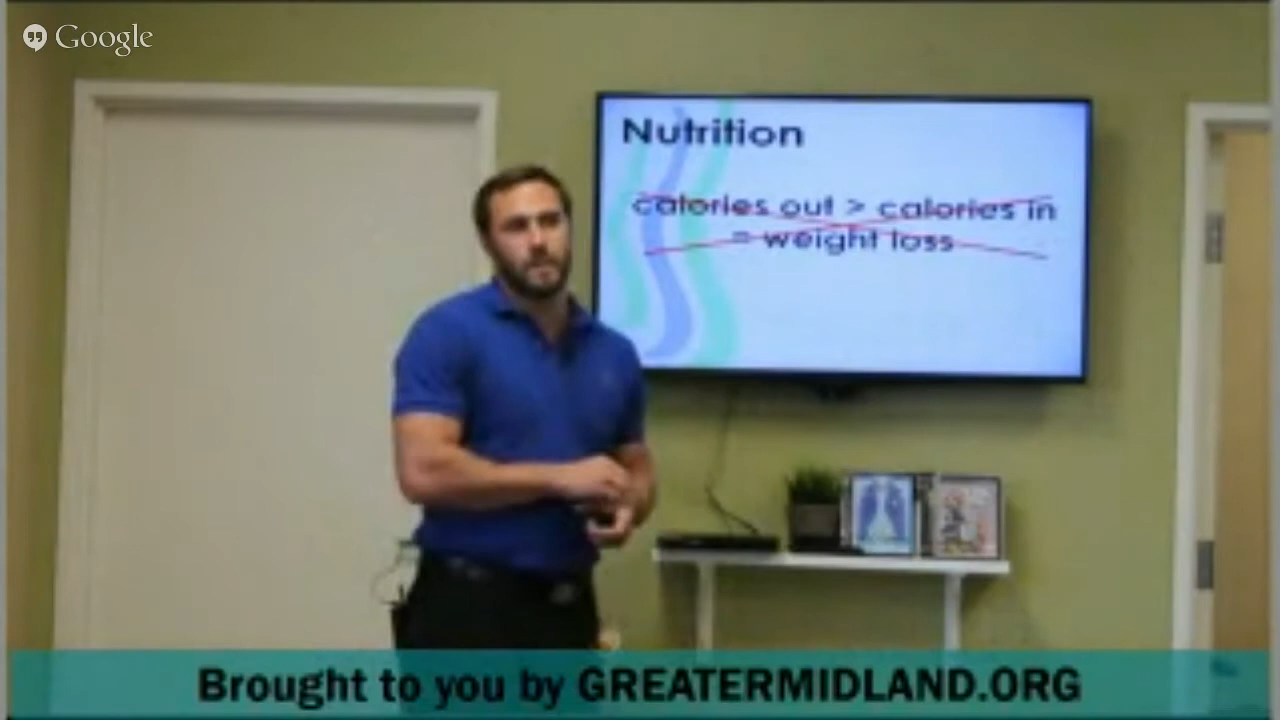 Google
Nutrition
calories out > calories in
= weight loss
Brought to you by GREATERMIDLAND.ORG